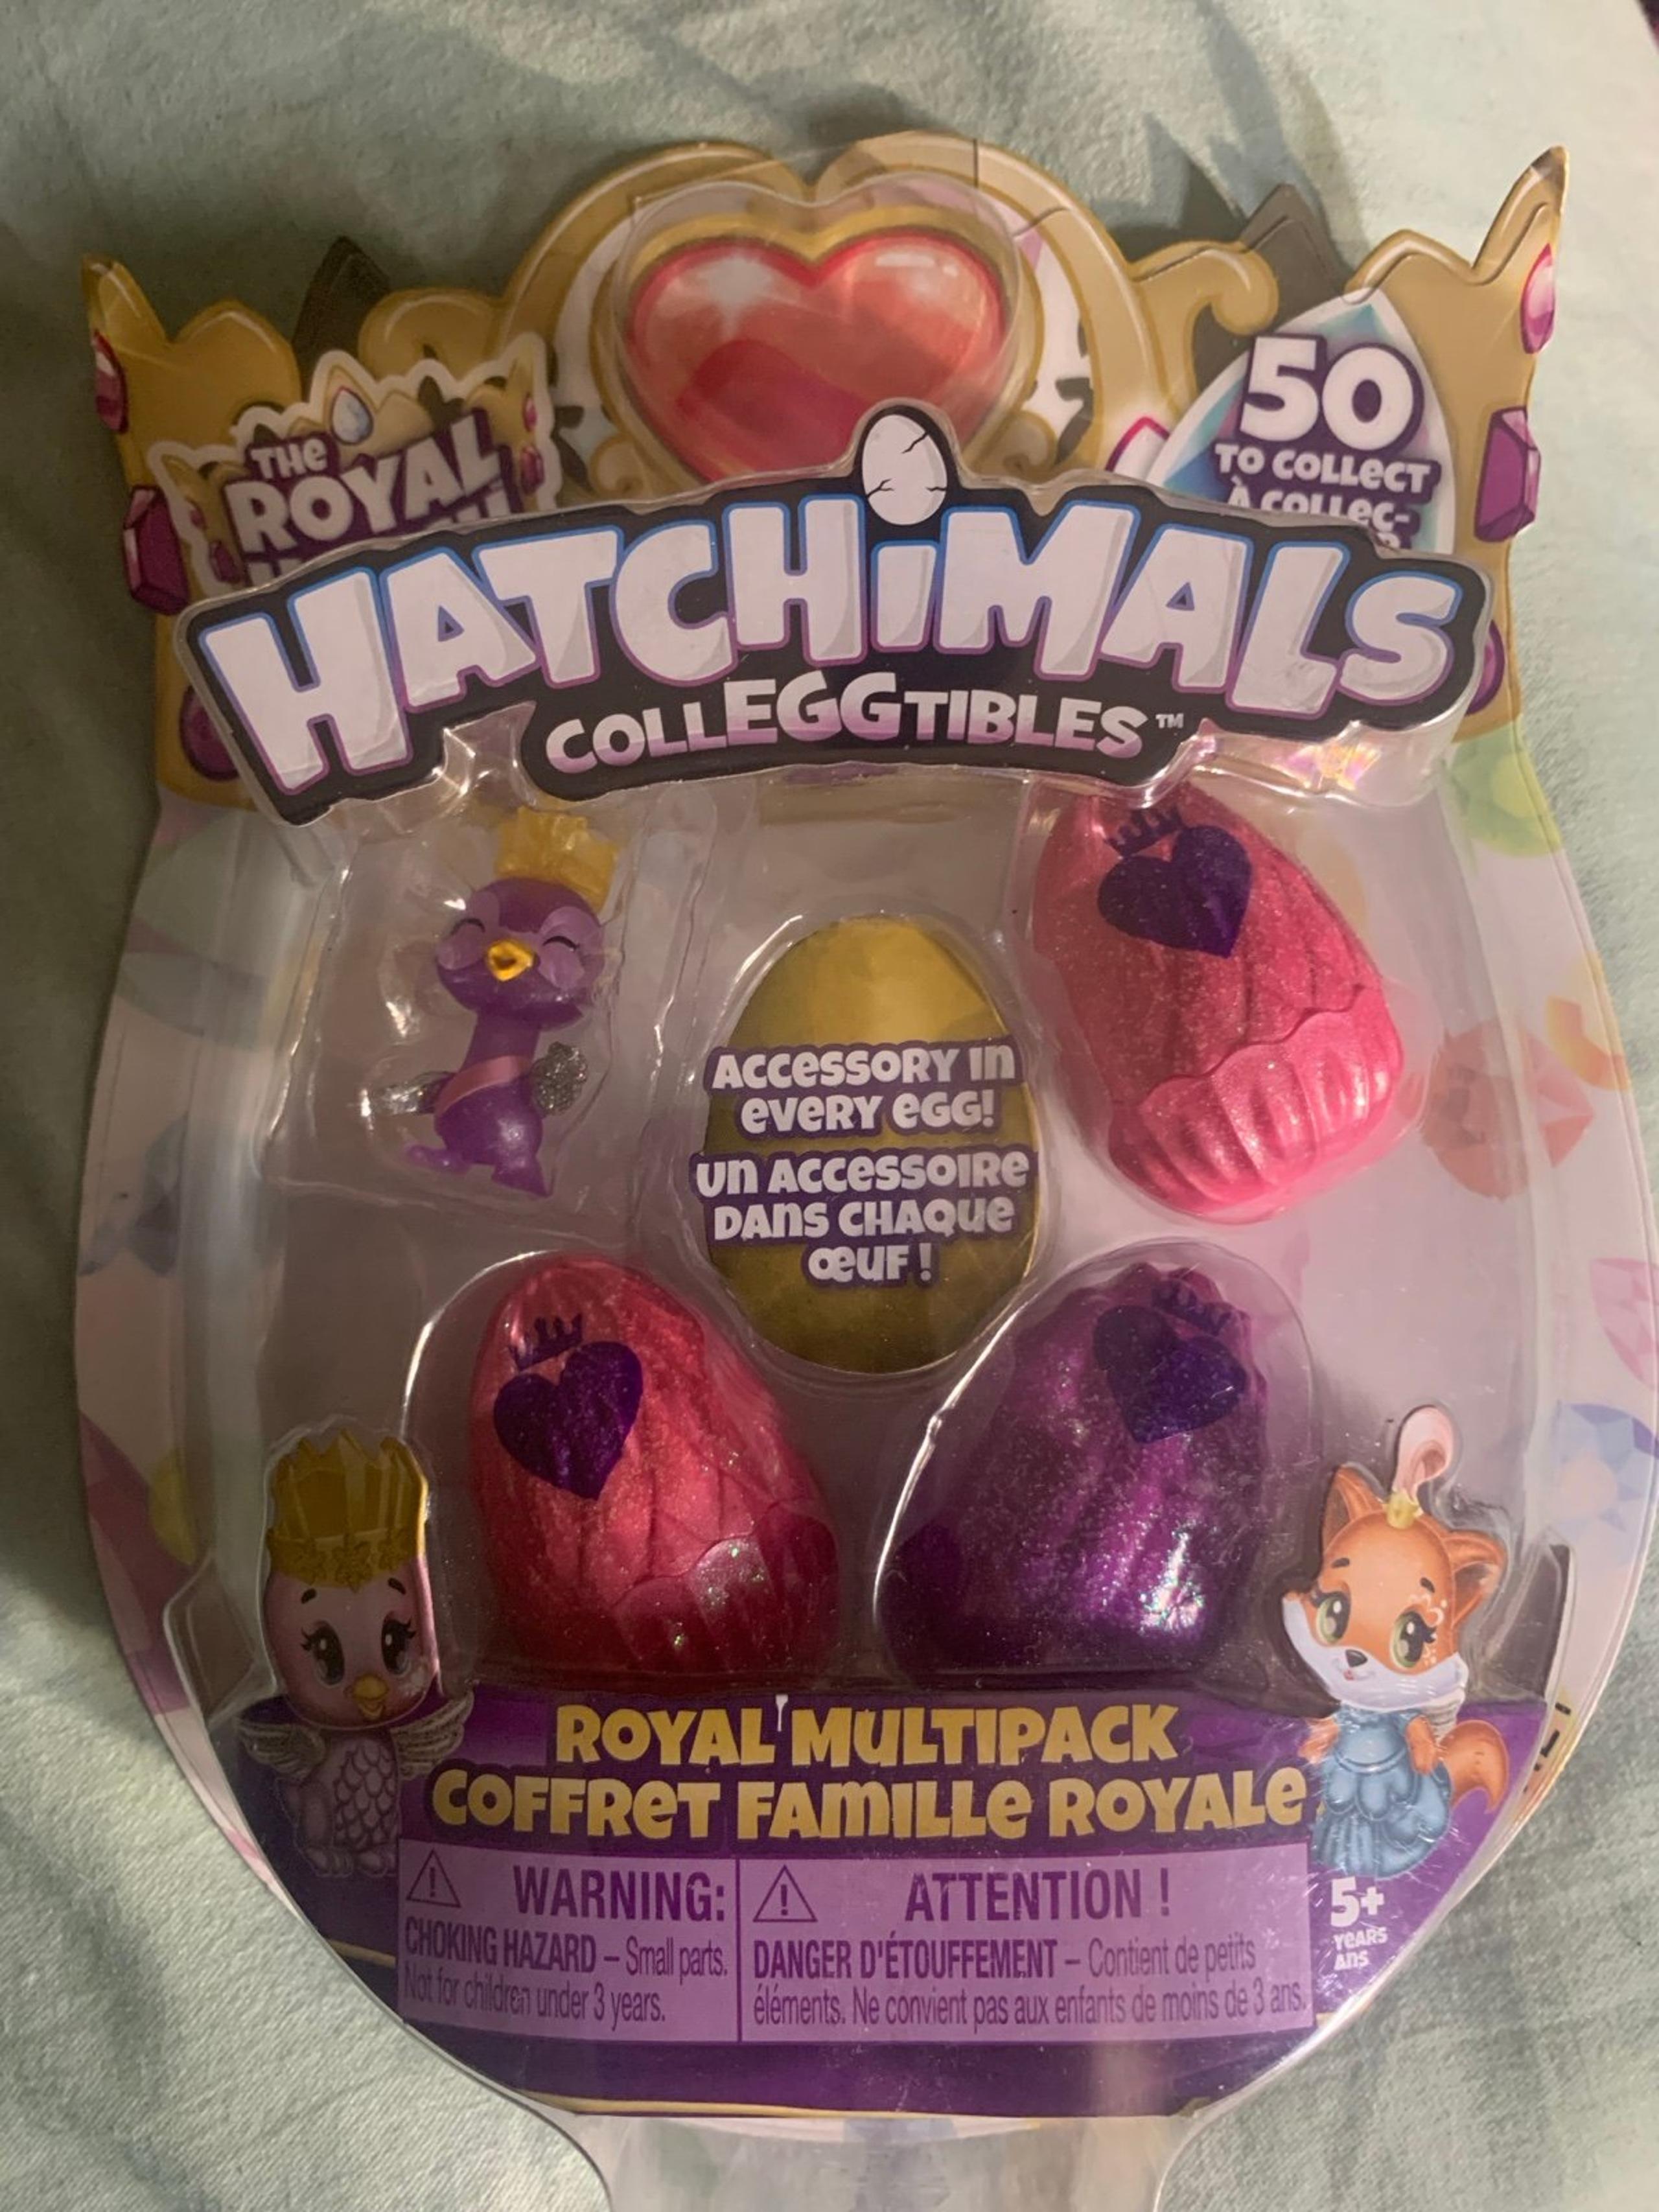 THE
ROYAL
50
TO COLLECT
À COLLEC-
HATCHiMALS
COLLEGGTIBLES™
ACCESSORY in
every egg!
un Accessoire
dans chaque
œuf !
ROYAL MULTIPACK
COFFRET FAMILLE ROYALE
WARNING:
CHOKING HAZARD – Small parts.
Not for children under 3 years.
ATTENTION !
DANGER D'ÉTOUFFEMENT – Contient de petits
éléments. Ne convient pas aux enfants de moins de 3 ans.
5+
YEARS
ANS